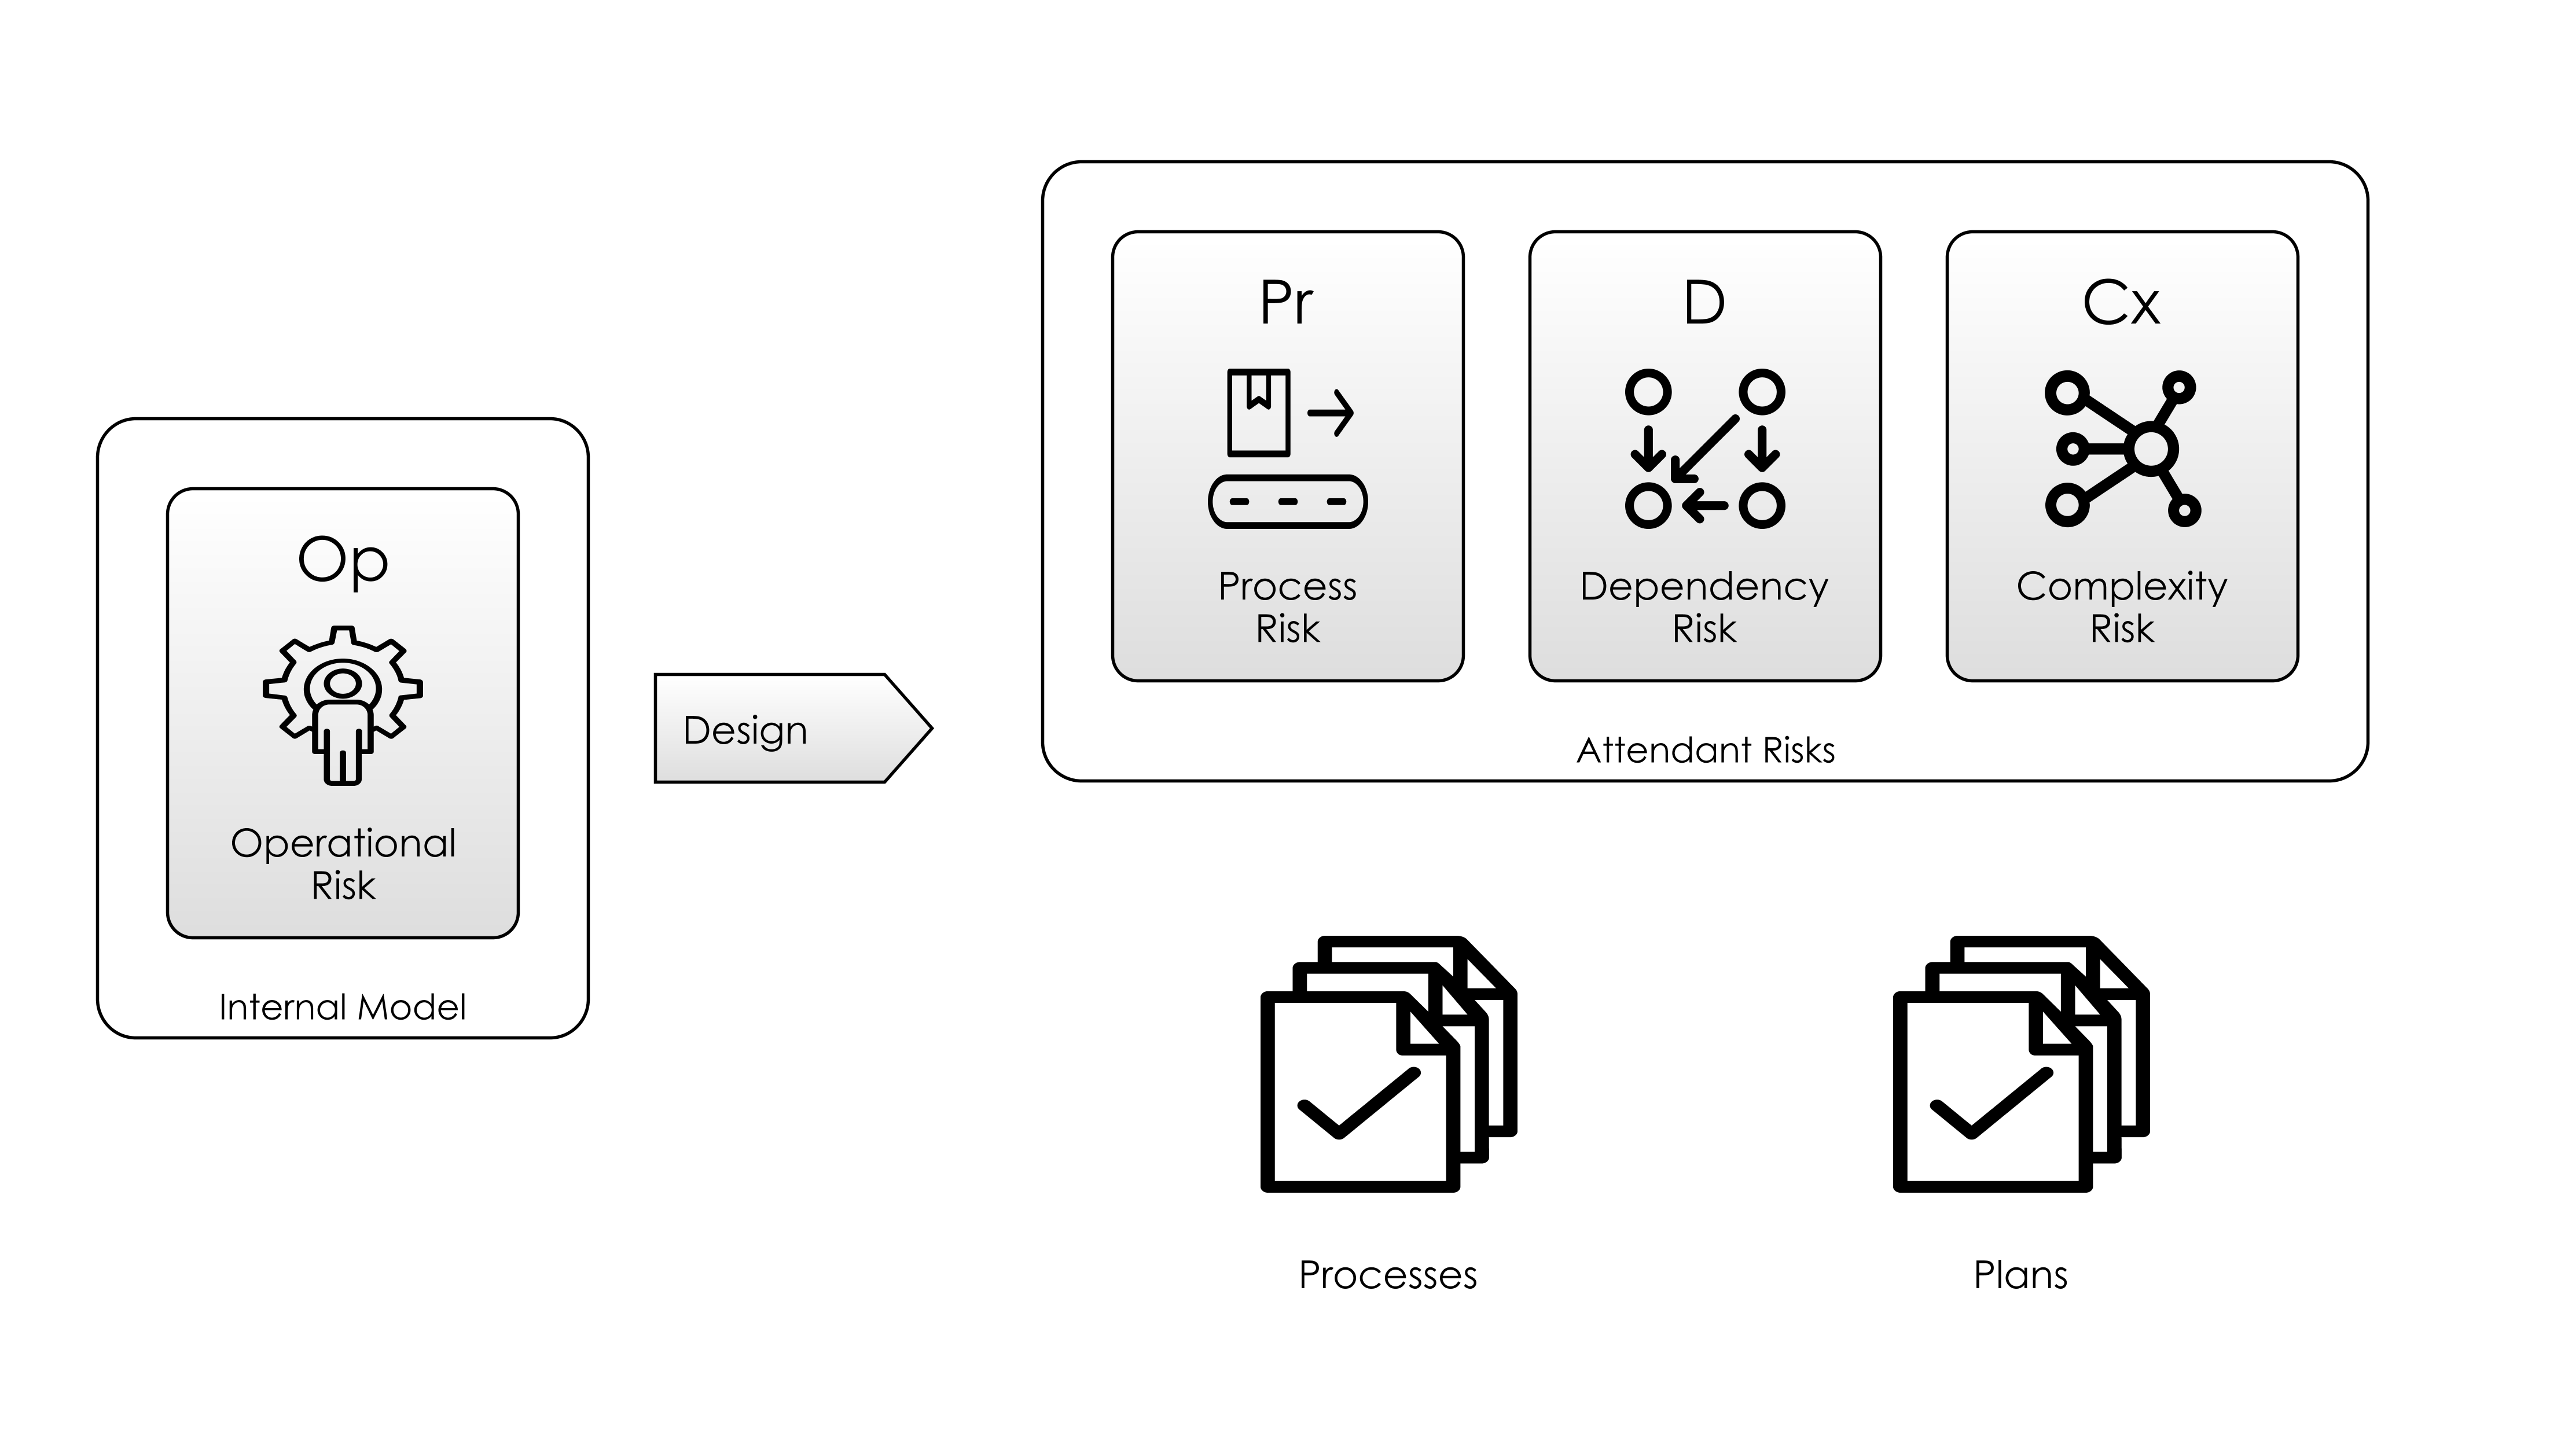 Op
Operational
Risk
Internal Model
Design
Pr
Process
Risk
D
Dependency
Risk
Cx
Complexity
Risk
Attendant Risks
Processes
Plans